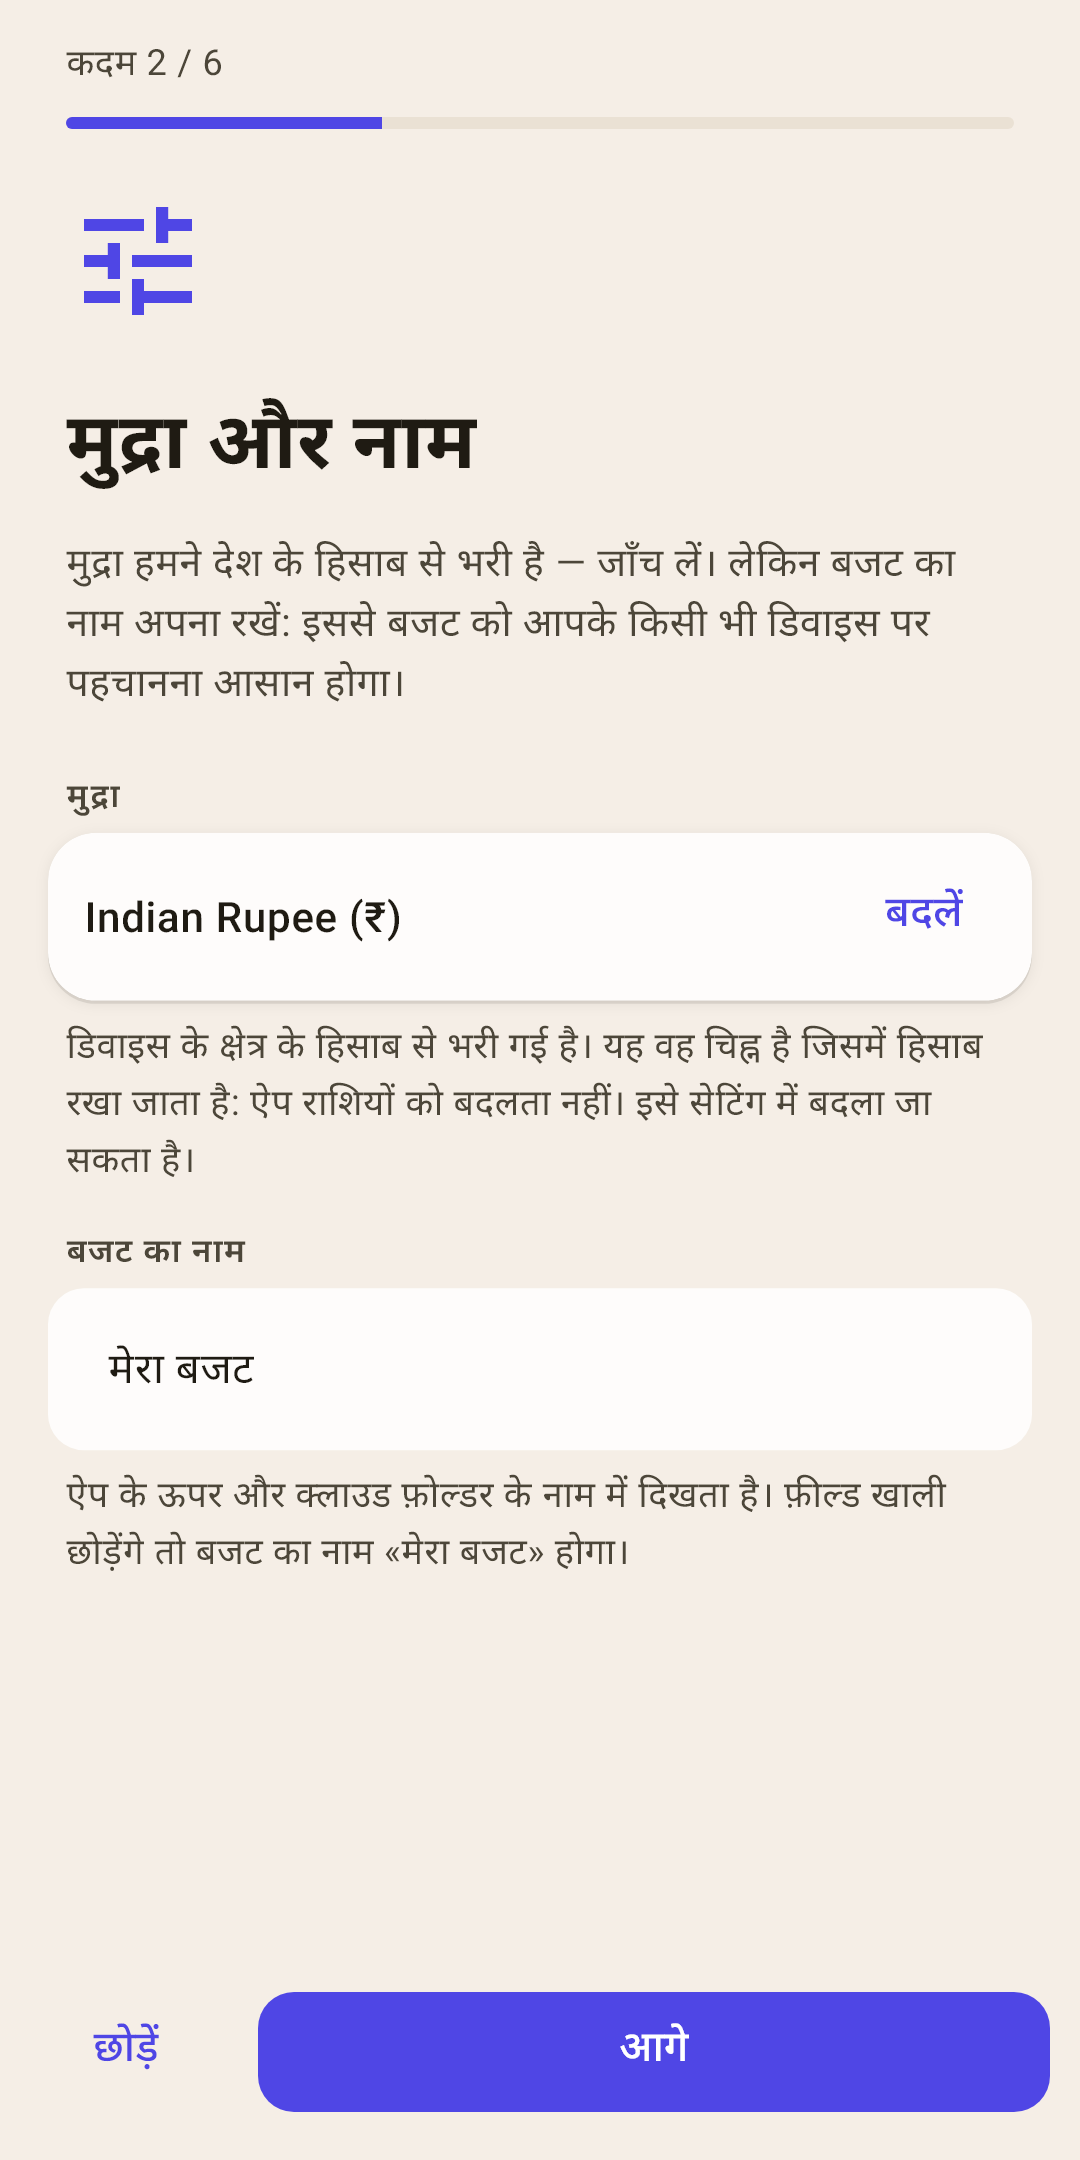 कदम 2 / 6
मुद्रा और नाम
मुद्रा हमने देश के हिसाब से भरी है — जाँच लें। लेकिन बजट का
नाम अपना रखें: इससे बजट को आपके किसी भी डिवाइस पर
पहचानना आसान होगा।
मुद्रा
Indian Rupee (₹)
बदलें
डिवाइस के क्षेत्र के हिसाब से भरी गई है। यह वह चिह्न है जिसमें हिसाब
रखा जाता है: ऐप राशियों को बदलता नहीं। इसे सेटिंग में बदला जा
सकता है।
बजट का नाम
मेरा बजट
ऐप के ऊपर और क्लाउड फ़ोल्डर के नाम में दिखता है। फ़ील्ड खाली
छोड़ेंगे तो बजट का नाम «मेरा बजट» होगा।
छोड़ें
आगे